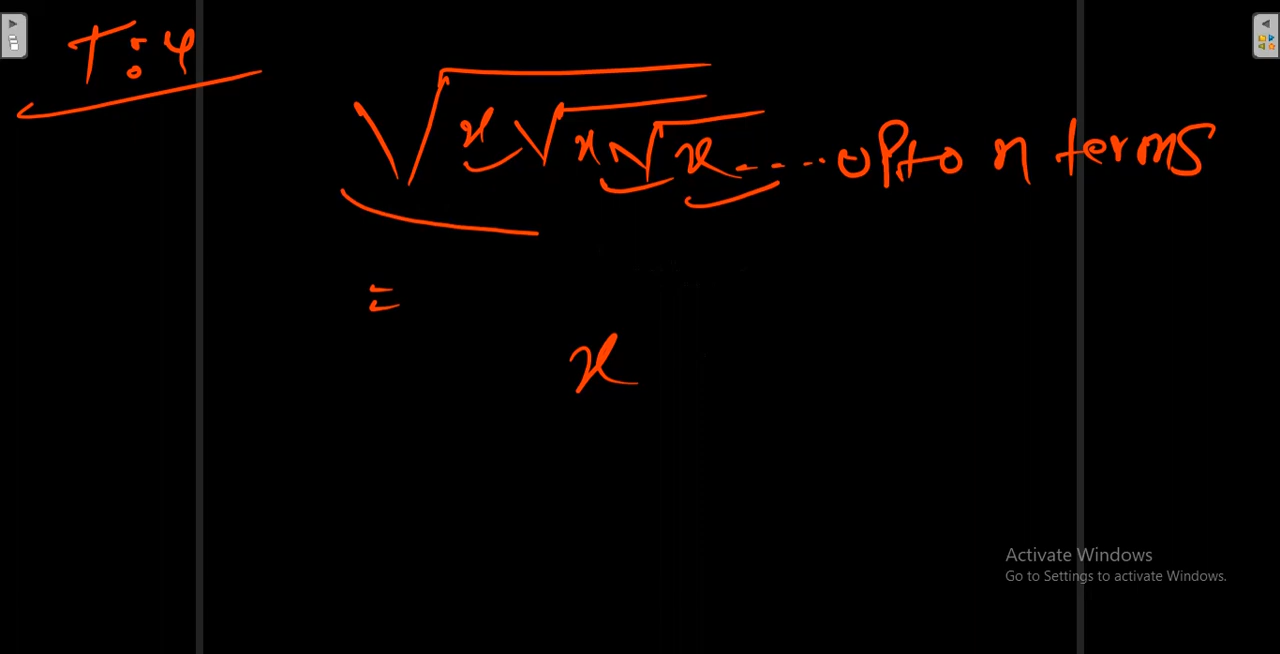 T:4
√x√x√x.....upto n terms
=
x
Activate Windows
Go to Settings to activate Windows.